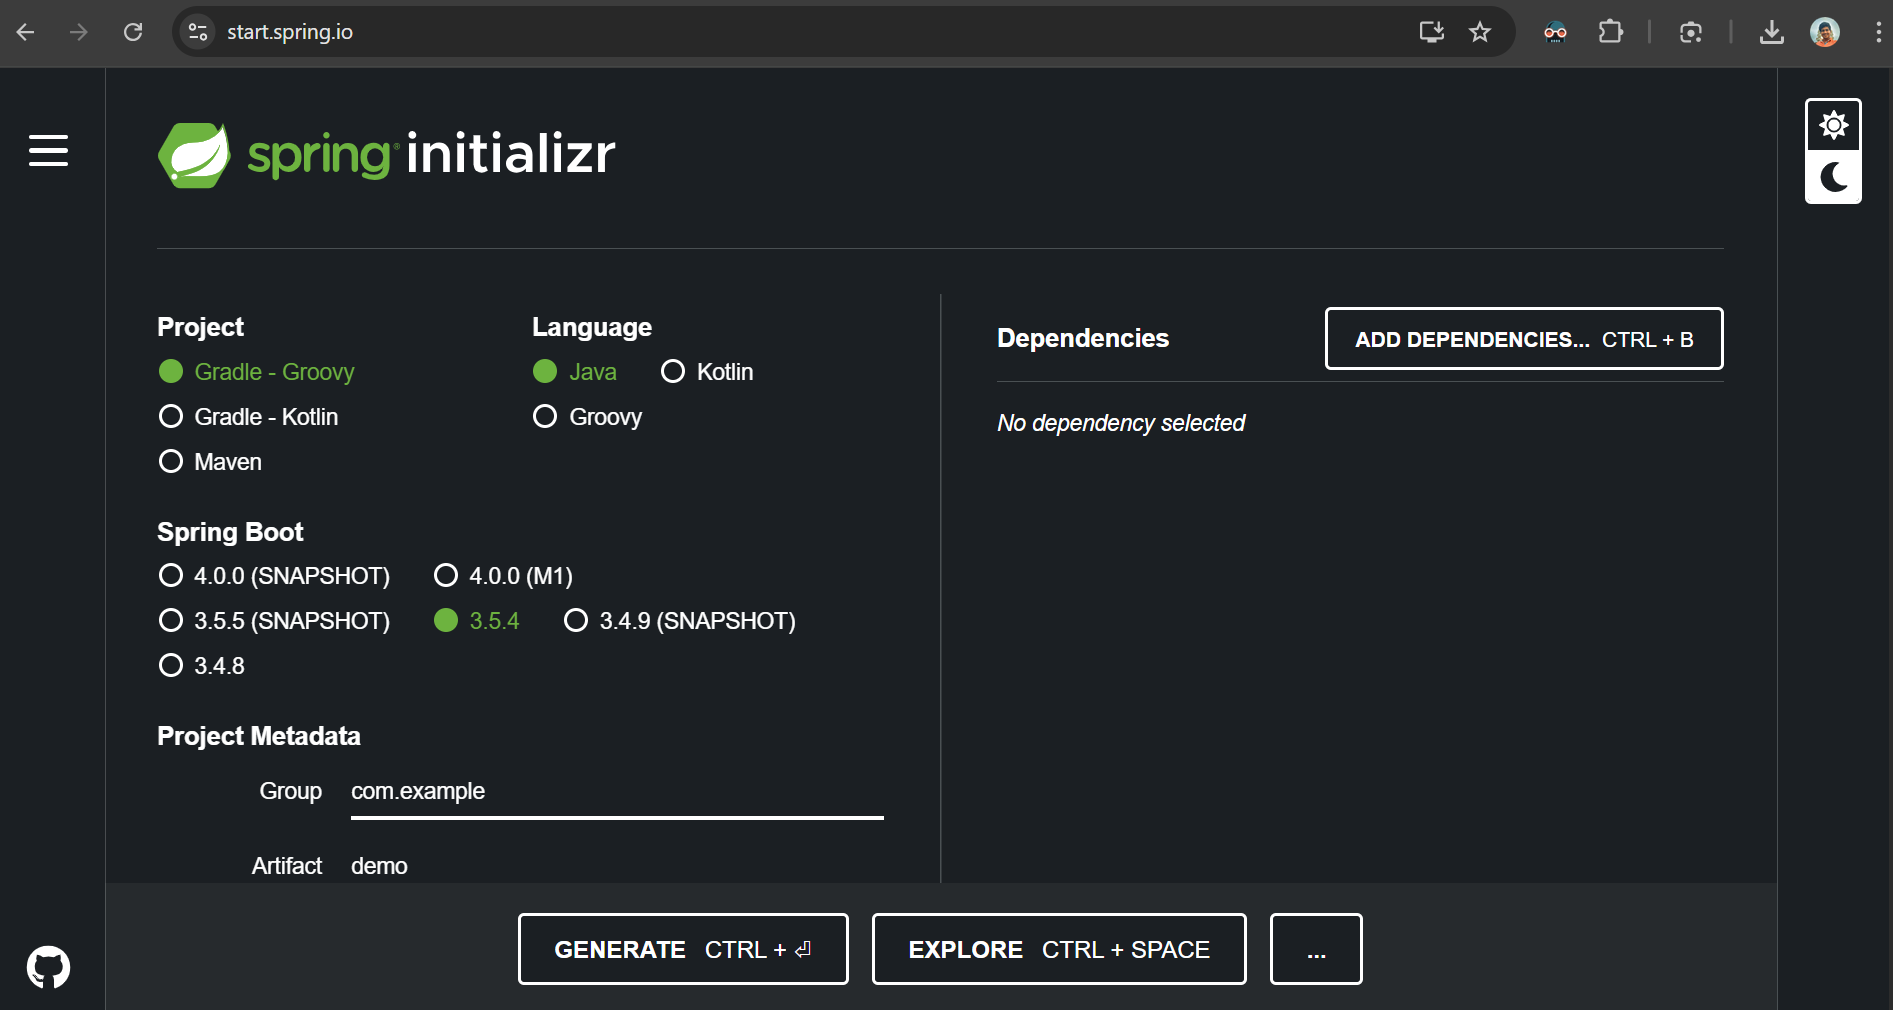 start.spring.io
spring® initializr
Project
Gradle - Groovy
Gradle - Kotlin
Maven
Language
Java Kotlin
Groovy
Dependencies
ADD DEPENDENCIES... CTRL + B
No dependency selected
Spring Boot
4.0.0 (SNAPSHOT) 4.0.0 (M1)
3.5.5 (SNAPSHOT) 3.5.4 3.4.9 (SNAPSHOT)
3.4.8
Project Metadata
Group com.example
Artifact demo
GENERATE CTRL + ⏎ EXPLORE CTRL + SPACE ...